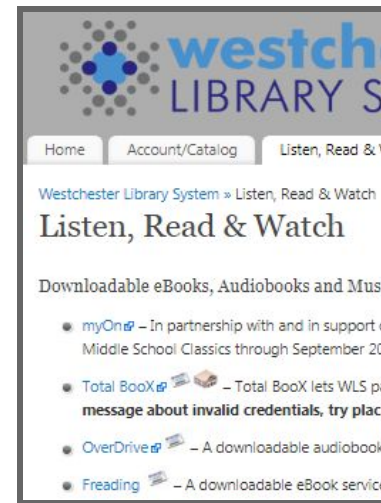 westch
LIBRARY S
Home Account/Catalog Listen, Read &
Westchester Library System » Listen, Read & Watch
Listen, Read & Watch
Downloadable eBooks, Audiobooks and Mus
myOn – In partnership with and in support
Middle School Classics through September 20
Total BooX – Total BooX lets WLS pa
message about invalid credentials, try plac
OverDrive – A downloadable audiobook
Freading – A downloadable eBook service